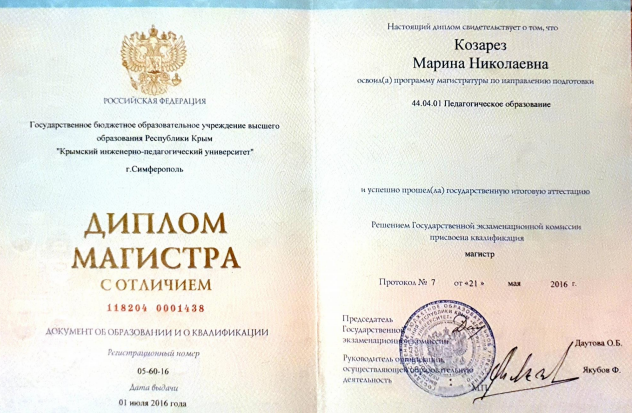 РОССИЙСКАЯ ФЕДЕРАЦИЯ
Государственное бюджетное образовательное учреждение высшего
образования Республики Крым
"Крымский инженерно-педагогический университет"
г.Симферополь
ДИПЛОМ
МАГИСТРА
С ОТЛИЧИЕМ
118204 0001438
ДОКУМЕНТ ОБ ОБРАЗОВАНИИ И О КВАЛИФИКАЦИИ
Регистрационный номер
05-60-16
Дата выдачи
01 июля 2016 года
Настоящий диплом свидетельствует о том, что
Козарез
Марина Николаевна
освоил(а) программу магистратуры по направлению подготовки
44.04.01 Педагогическое образование
и успешно прошел(ла) государственную итоговую аттестацию
Решением Государственной экзаменационной комиссии
присвоена квалификация
магистр
Протокол № 7 от «21» мая 2016 г.
Председатель
Государственной
экзаменационной комиссии
Даутова О.Б.
Руководитель организации,
осуществляющей образовательную
деятельность
Якубов Ф.
М.П.